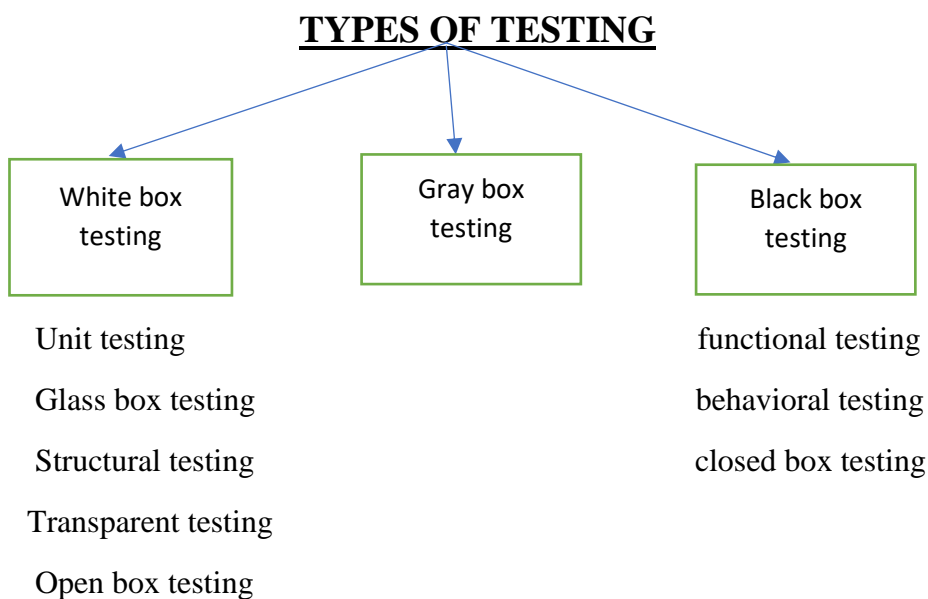 TYPES OF TESTING
White box
testing
Gray box
testing
Black box
testing
Unit testing
Glass box testing
Structural testing
Transparent testing
Open box testing
functional testing
behavioral testing
closed box testing